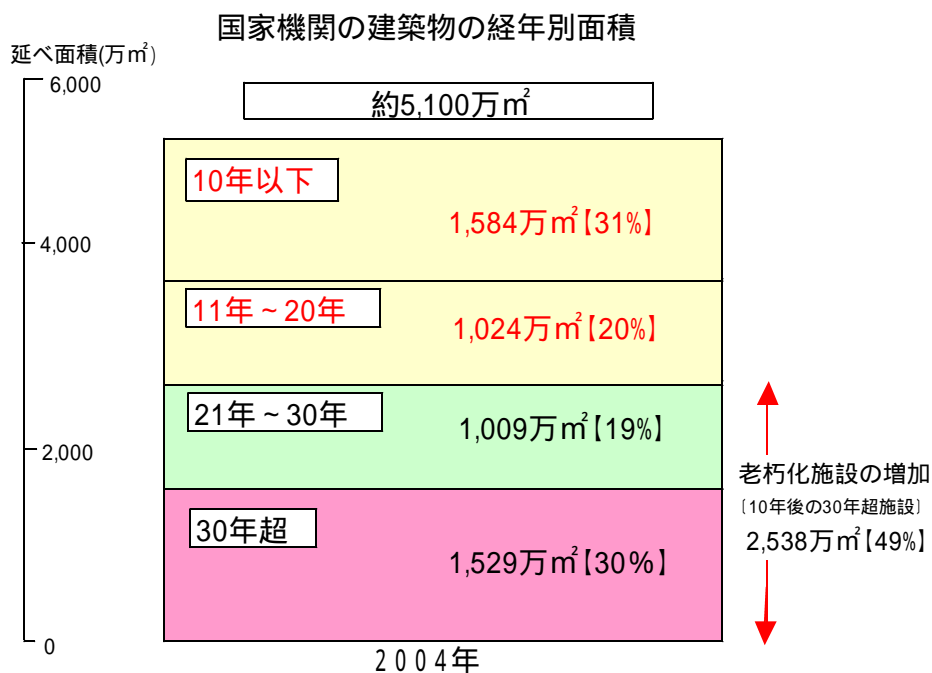 国家機関の建築物の経年別面積
延べ面積(万㎡)
6,000
約5,100万㎡
10年以下
1,584万㎡【31%】
4,000
11年~20年
1,024万㎡【20%】
21年~30年
1,009万㎡【19%】
2,000
老朽化施設の増加
〔10年後の30年超施設〕
2,538万㎡【49%】
30年超
1,529万㎡【30%】
0
2004年